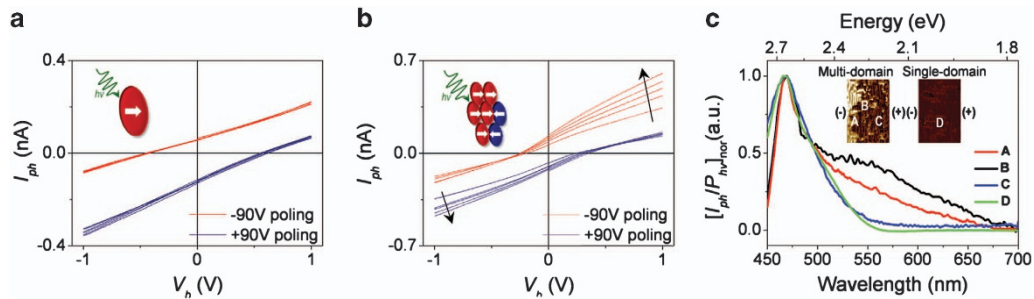 a
0.4
0.0
-0.4
I_ph (nA)
hν
-90V poling
+90V poling
-1
0
1
V_b (V)
b
0.7
0.0
-0.7
I_ph (nA)
hν
-90V poling
+90V poling
-1
0
1
V_b (V)
c
Energy (eV)
2.7
2.4
2.1
1.8
1.0
0.5
0.0
[I_ph/P_hν]_nor(a.u.)
Multi-domain
Single-domain
(-)
A
B
C
(+)
(-)
D
(+)
A
B
C
D
450
500
550
600
650
700
Wavelength (nm)